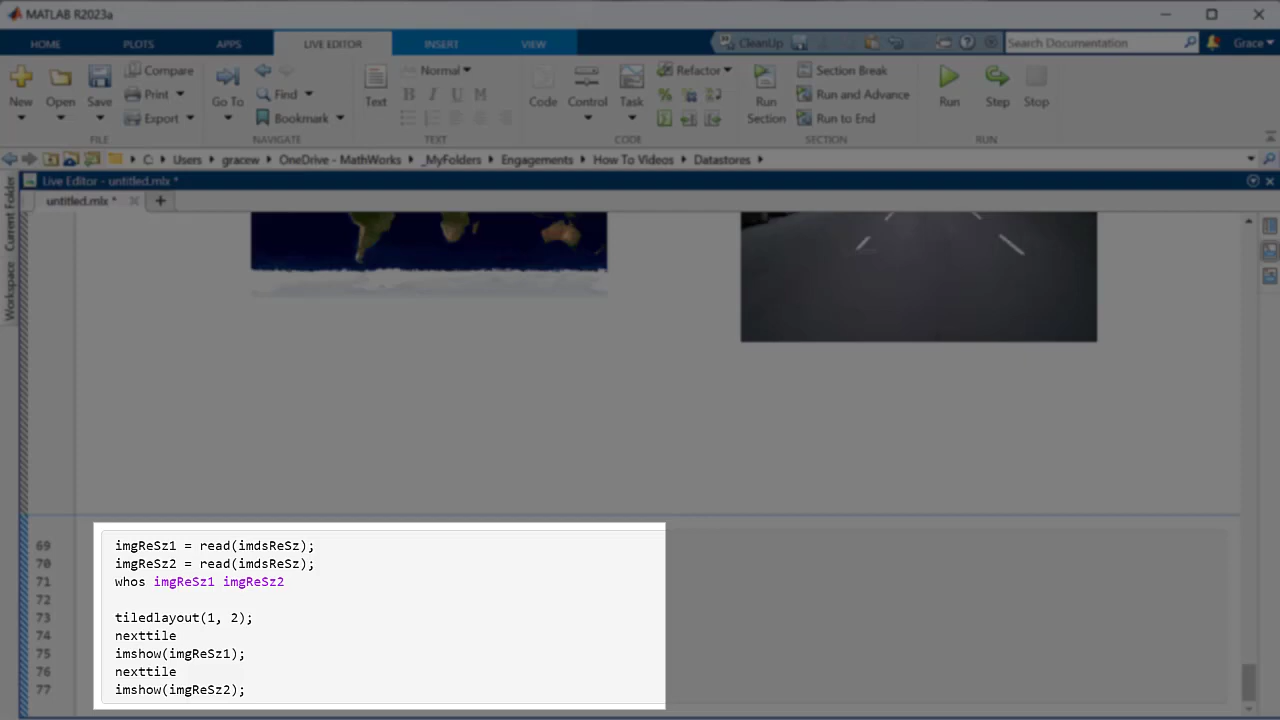 MATLAB R2023a
HOME PLOTS APPS LIVE EDITOR INSERT VIEW CleanUp Search Documentation Grace
New Open Save Compare Print Export Go To Find Bookmark Text Normal B I U M Code Control Task Refactor Run Section Section Break Run and Advance Run to End Run Step Stop
FILE NAVIGATE TEXT CODE SECTION RUN
C: Users gracew OneDrive - MathWorks _MyFolders Engagements How To Videos Datastores
Live Editor - untitled.mlx *
untitled.mlx *
Current Folder
Workspace
69 imgReSz1 = read(imdsReSz);
70 imgReSz2 = read(imdsReSz);
71 whos imgReSz1 imgReSz2
72
73 tiledlayout(1, 2);
74 nexttile
75 imshow(imgReSz1);
76 nexttile
77 imshow(imgReSz2);